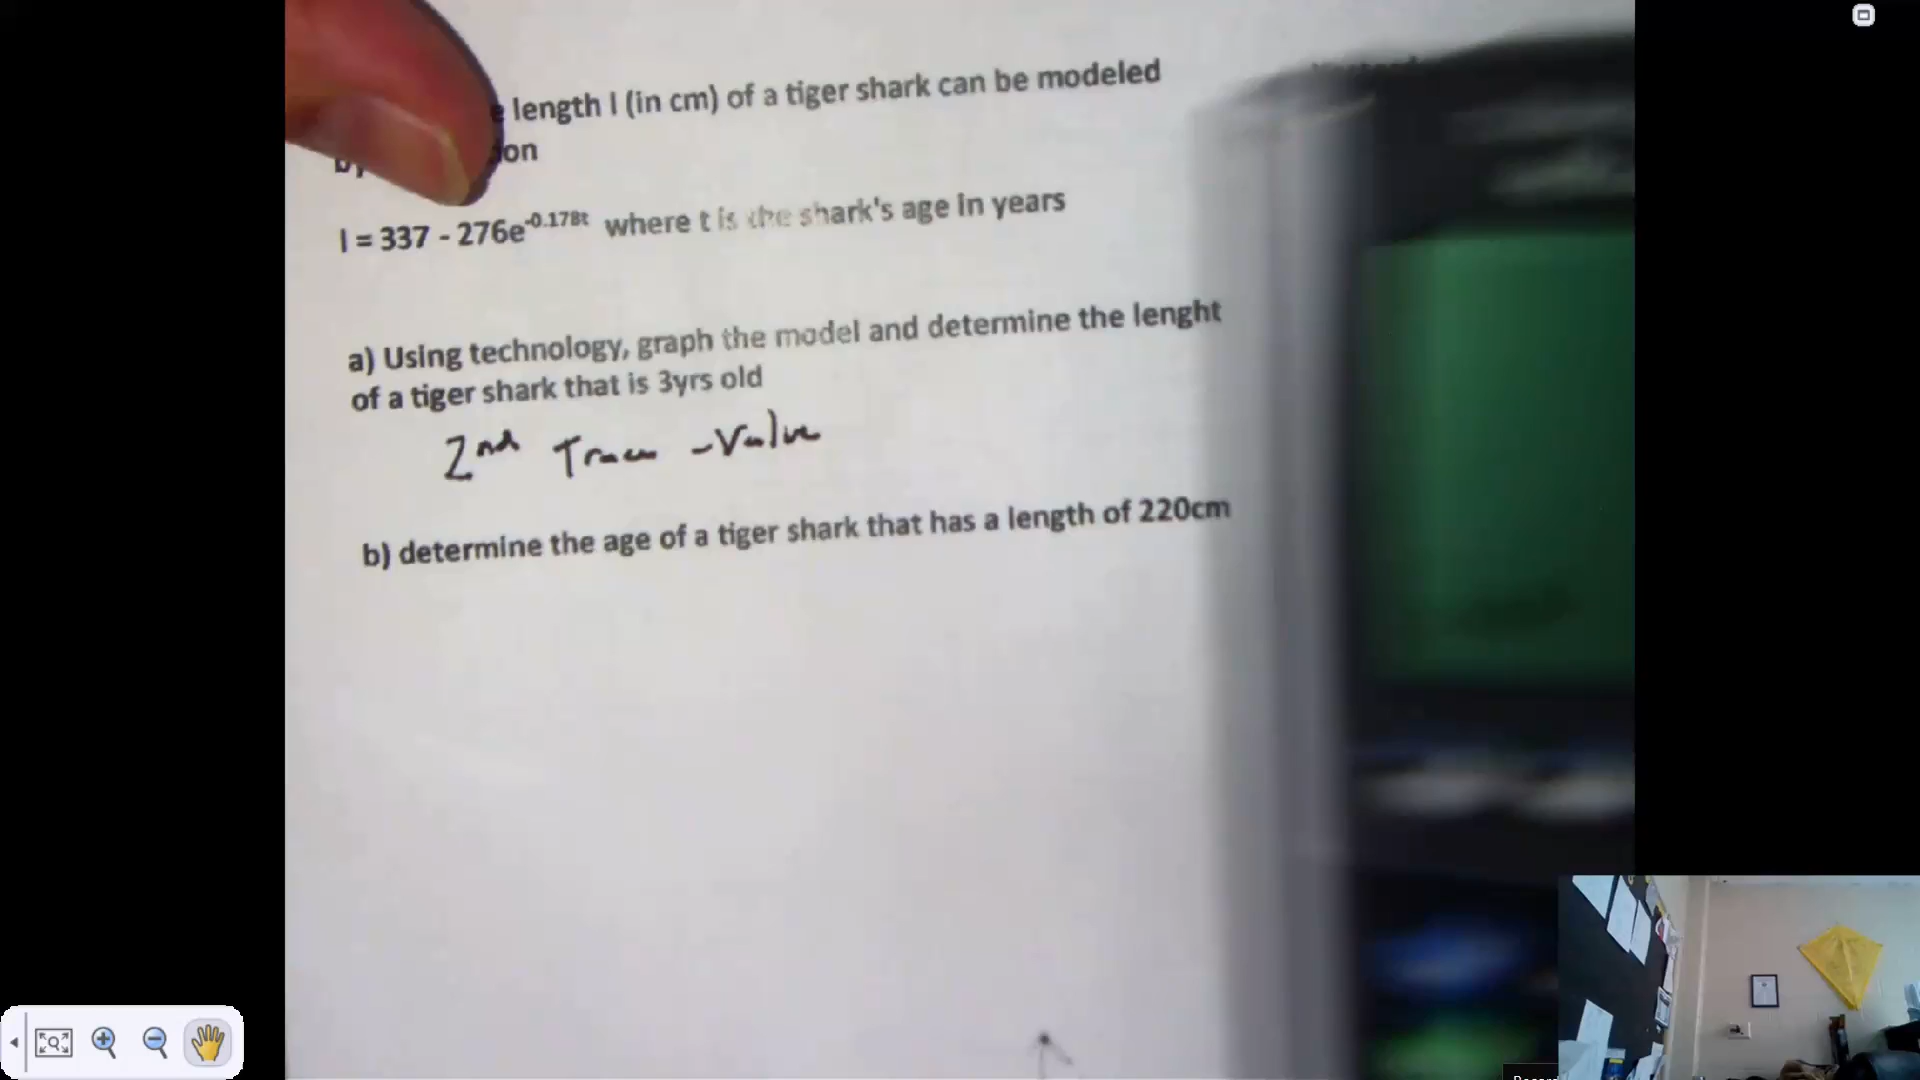 length l (in cm) of a tiger shark can be modeled
l = 337 - 276e^-0.178t where t is the shark's age in years
a) Using technology, graph the model and determine the lenght
of a tiger shark that is 3yrs old
2nd Trace - Value
b) determine the age of a tiger shark that has a length of 220cm